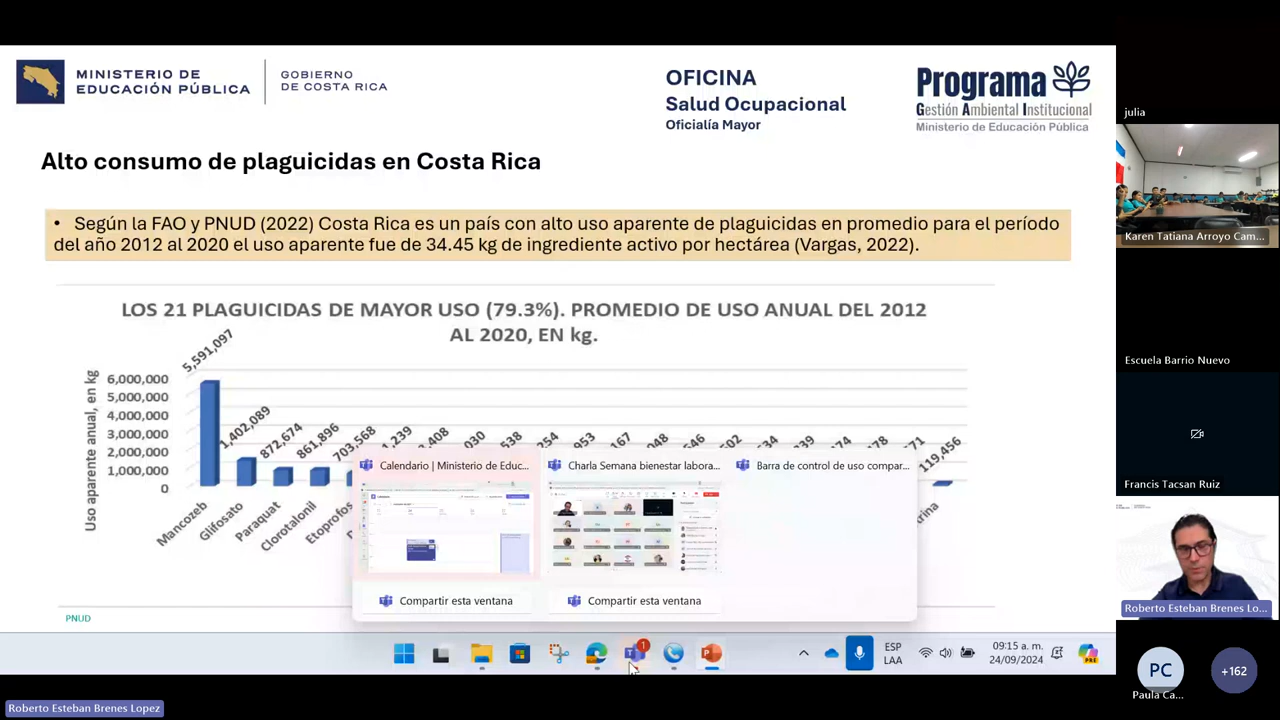 MINISTERIO DE
EDUCACIÓN PÚBLICA
GOBIERNO
DE COSTA RICA
OFICINA
Salud Ocupacional
Oficialía Mayor
Programa
Gestión Ambiental Institucional
Ministerio de Educación Pública
Alto consumo de plaguicidas en Costa Rica
• Según la FAO y PNUD (2022) Costa Rica es un país con alto uso aparente de plaguicidas en promedio para el período
del año 2012 al 2020 el uso aparente fue de 34.45 kg de ingrediente activo por hectárea (Vargas, 2022).
LOS 21 PLAGUICIDAS DE MAYOR USO (79.3%). PROMEDIO DE USO ANUAL DEL 2012
AL 2020, EN kg.
Uso aparente anual, en kg
6,000,000
5,000,000
4,000,000
3,000,000
2,000,000
1,000,000
0
5,591,097
1,402,089
872,674
861,896
703,568
119,456
Mancozeb
Glifosato
Paraquat
Clorotalonil
PNUD
Calendario | Ministerio de Educ...
Charla Semana bienestar labora...
Barra de control de uso compar...
Compartir esta ventana
Compartir esta ventana
1
ESP
LAA
09:15 a. m.
24/09/2024
PRE
julia
Karen Tatiana Arroyo Cam...
Escuela Barrio Nuevo
Francis Tacsan Ruiz
Roberto Esteban Brenes Lo...
PC
Paula Ca...
+162
Roberto Esteban Brenes Lopez